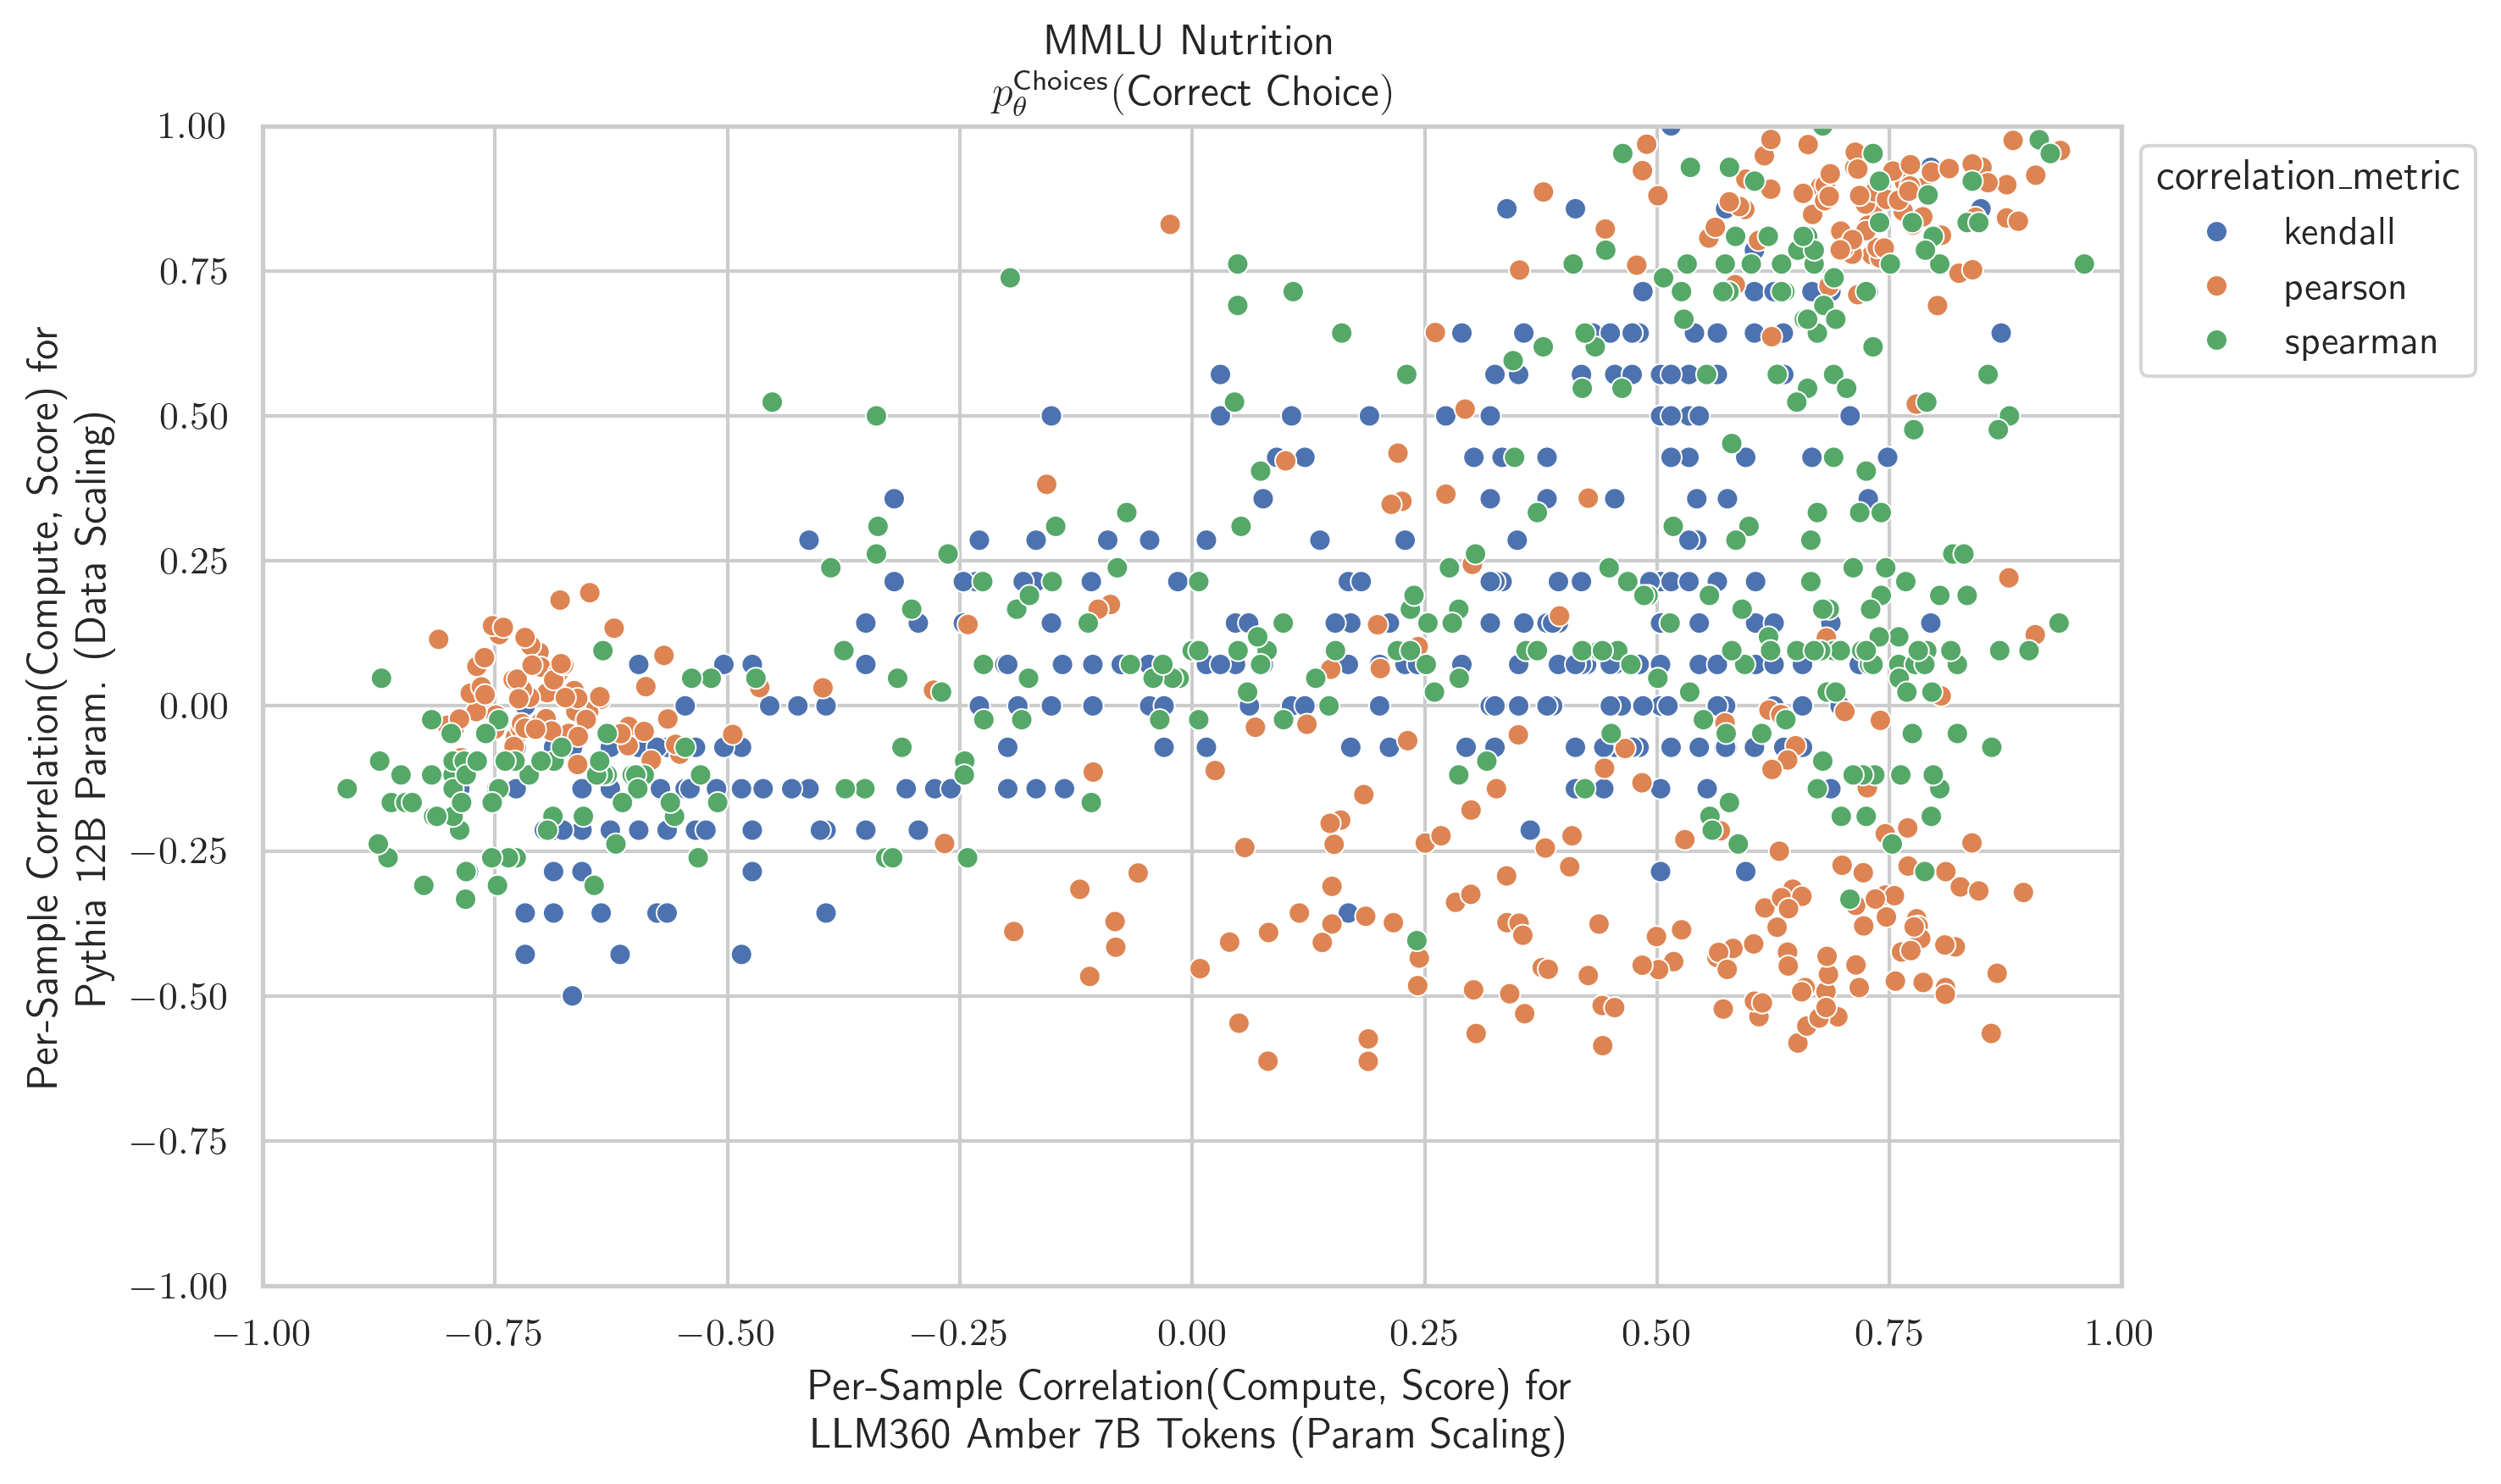 MMLU Nutrition
p_θ^Choices(Correct Choice)
Per-Sample Correlation(Compute, Score) for
Pythia 12B Param. (Data Scaling)
1.00
0.75
0.50
0.25
0.00
−0.25
−0.50
−0.75
−1.00
correlation_metric
kendall
pearson
spearman
−1.00
−0.75
−0.50
−0.25
0.00
0.25
0.50
0.75
1.00
Per-Sample Correlation(Compute, Score) for
LLM360 Amber 7B Tokens (Param Scaling)